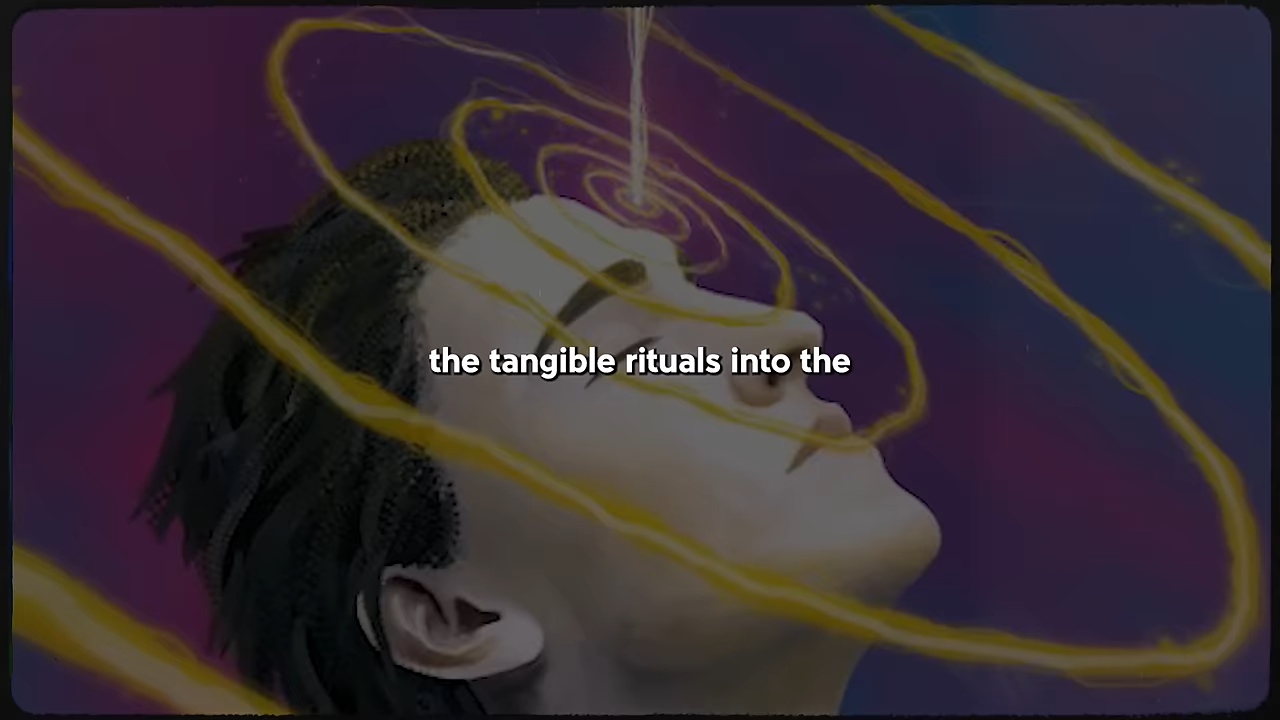 the tangible rituals into the